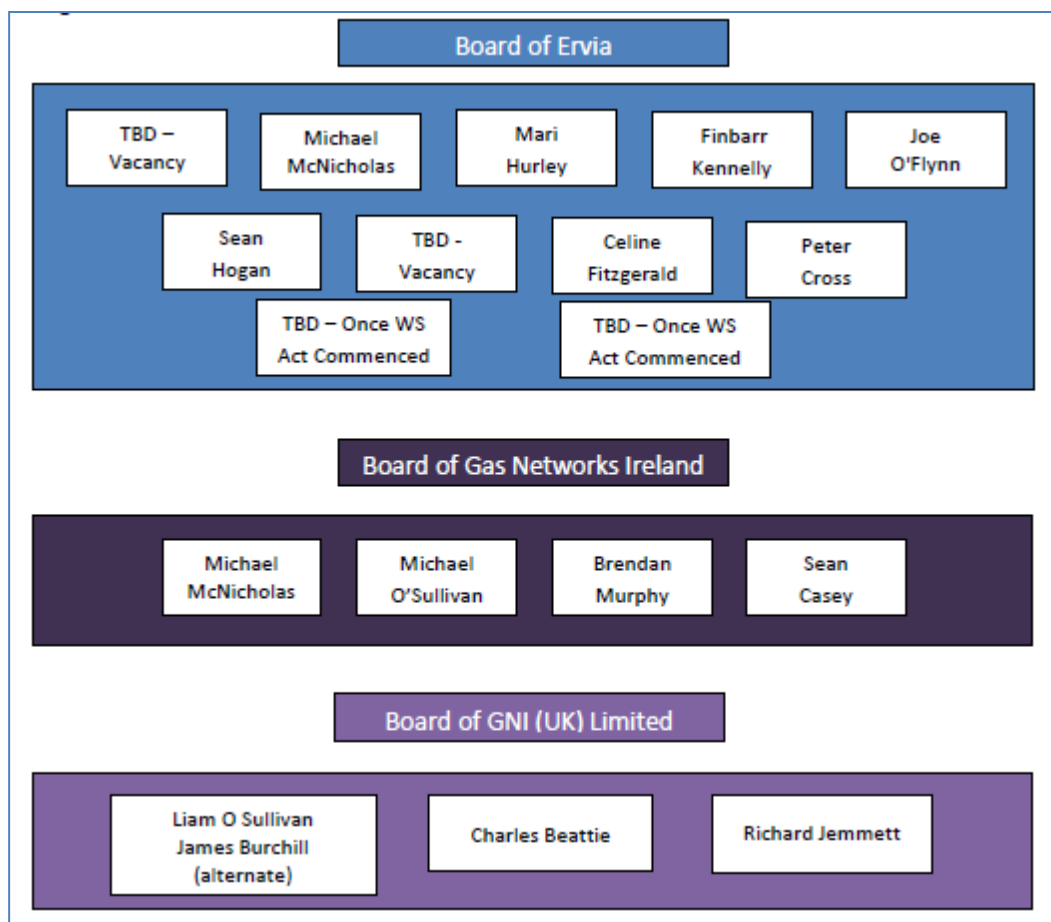 Board of Ervia
TBD –
Vacancy
Michael
McNicholas
Mari
Hurley
Finbarr
Kennelly
Joe
O'Flynn
Sean
Hogan
TBD -
Vacancy
Celine
Fitzgerald
Peter
Cross
TBD – Once WS
Act Commenced
TBD – Once WS
Act Commenced
Board of Gas Networks Ireland
Michael
McNicholas
Michael
O’Sullivan
Brendan
Murphy
Sean
Casey
Board of GNI (UK) Limited
Liam O Sullivan
James Burchill
(alternate)
Charles Beattie
Richard Jemmett